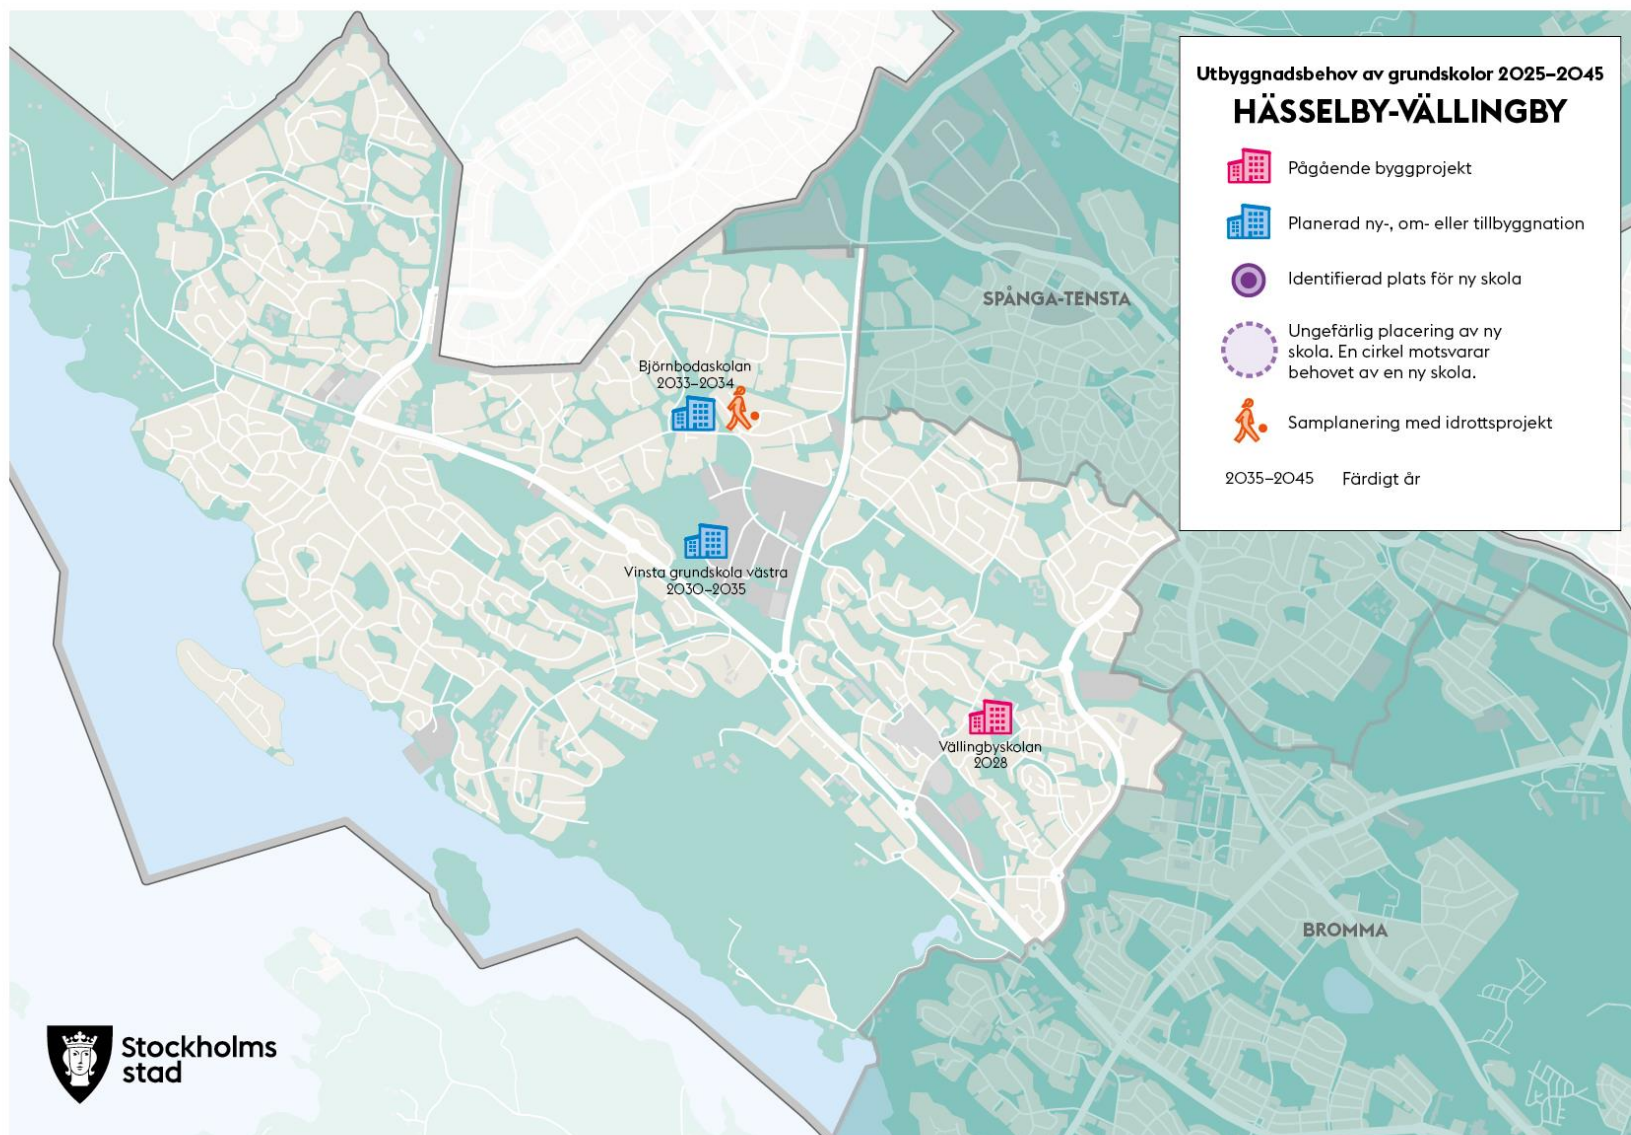 Utbyggnadsbehov av grundskolor 2025–2045
HÄSSELBY-VÄLLINGBY
Pågående byggprojekt
Planerad ny-, om- eller tillbyggnation
Identifierad plats för ny skola
Ungefärlig placering av ny
skola. En cirkel motsvarar
behovet av en ny skola.
Samplanering med idrottsprojekt
2035–2045 Färdigt år
SPÅNGA-TENSTA
Björnbodaskolan
2033–2034
Vinsta grundskola västra
2030–2035
Vällingbyskolan
2028
BROMMA
Stockholms
stad